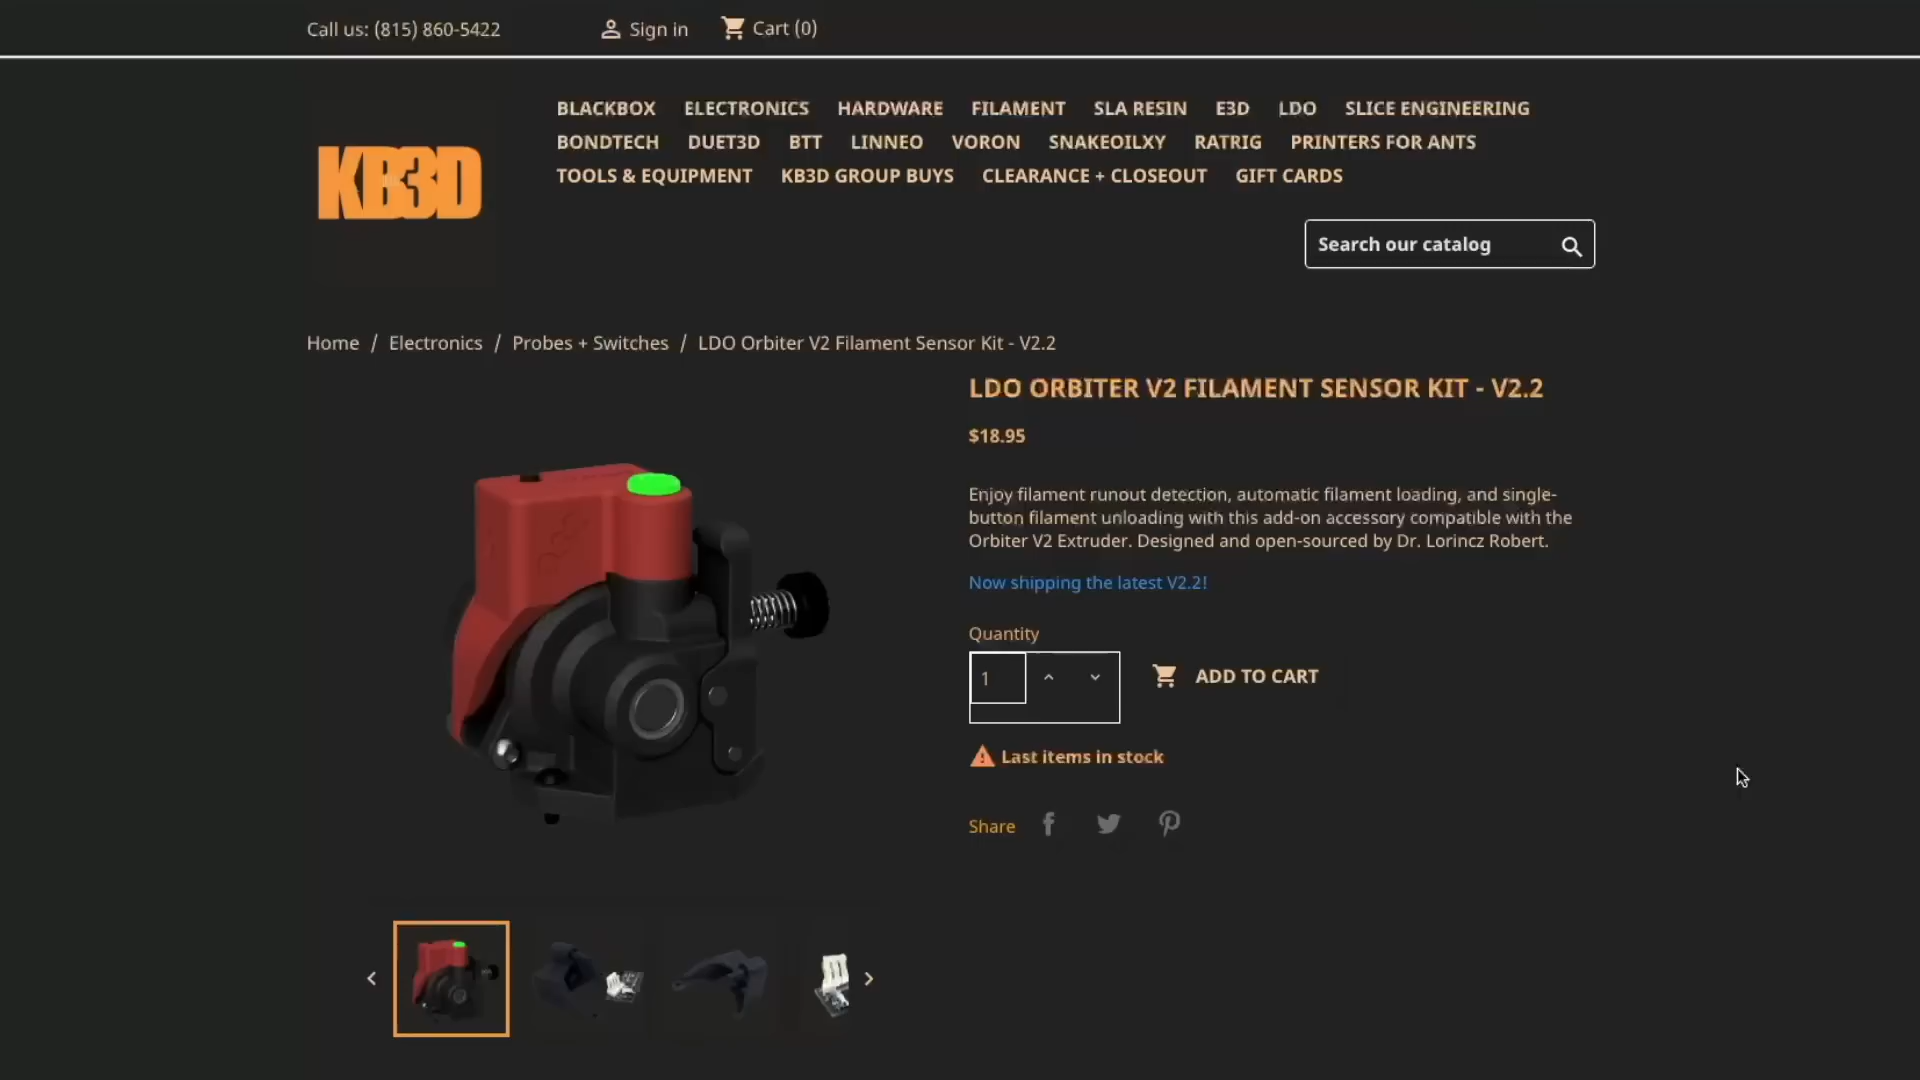 Call us: (815) 860-5422
Sign in
Cart (0)
KB3D
BLACKBOX ELECTRONICS HARDWARE FILAMENT SLA RESIN E3D LDO SLICE ENGINEERING
BONDTECH DUET3D BTT LINNEO VORON SNAKEOILXY RATRIG PRINTERS FOR ANTS
TOOLS & EQUIPMENT KB3D GROUP BUYS CLEARANCE + CLOSEOUT GIFT CARDS
Search our catalog
Home / Electronics / Probes + Switches / LDO Orbiter V2 Filament Sensor Kit - V2.2
LDO ORBITER V2 FILAMENT SENSOR KIT - V2.2
$18.95
Enjoy filament runout detection, automatic filament loading, and single-
button filament unloading with this add-on accessory compatible with the
Orbiter V2 Extruder. Designed and open-sourced by Dr. Lorincz Robert.
Now shipping the latest V2.2!
Quantity
1
ADD TO CART
Last items in stock
Share